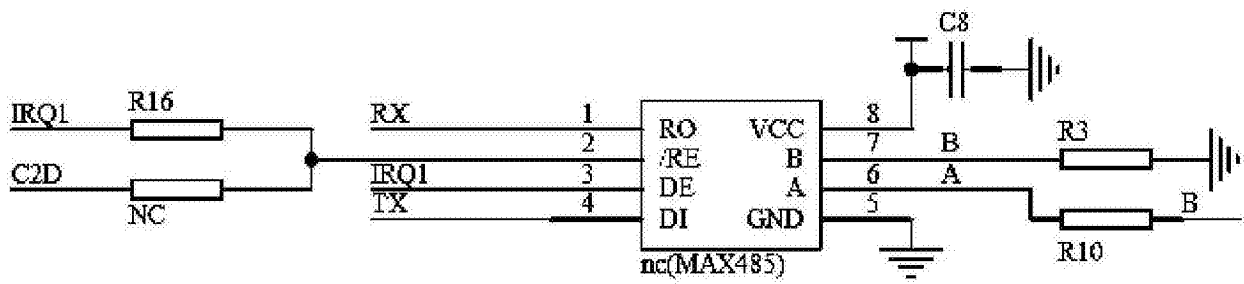 C8
R16
IRQ1
RX 1 RO VCC 8
2 /RE B 7 B R3
C2D
IRQ1 3 DE A 6 A
NC
TX 4 DI GND 5
B
R10
nc(MAX485)